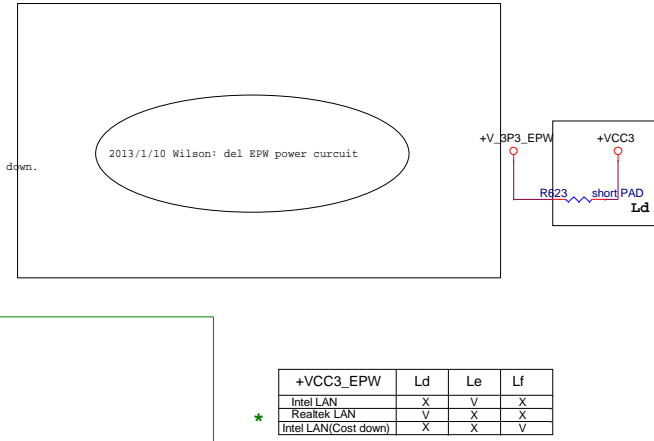 2013/1/10 Wilson: del EPW power curcuit
down.
+V_3P3_EPW
+VCC3
R623
short PAD
Ld
+VCC3_EPW Ld Le Lf
Intel LAN X V X
Realtek LAN V X X
Intel LAN(Cost down) X X V
*